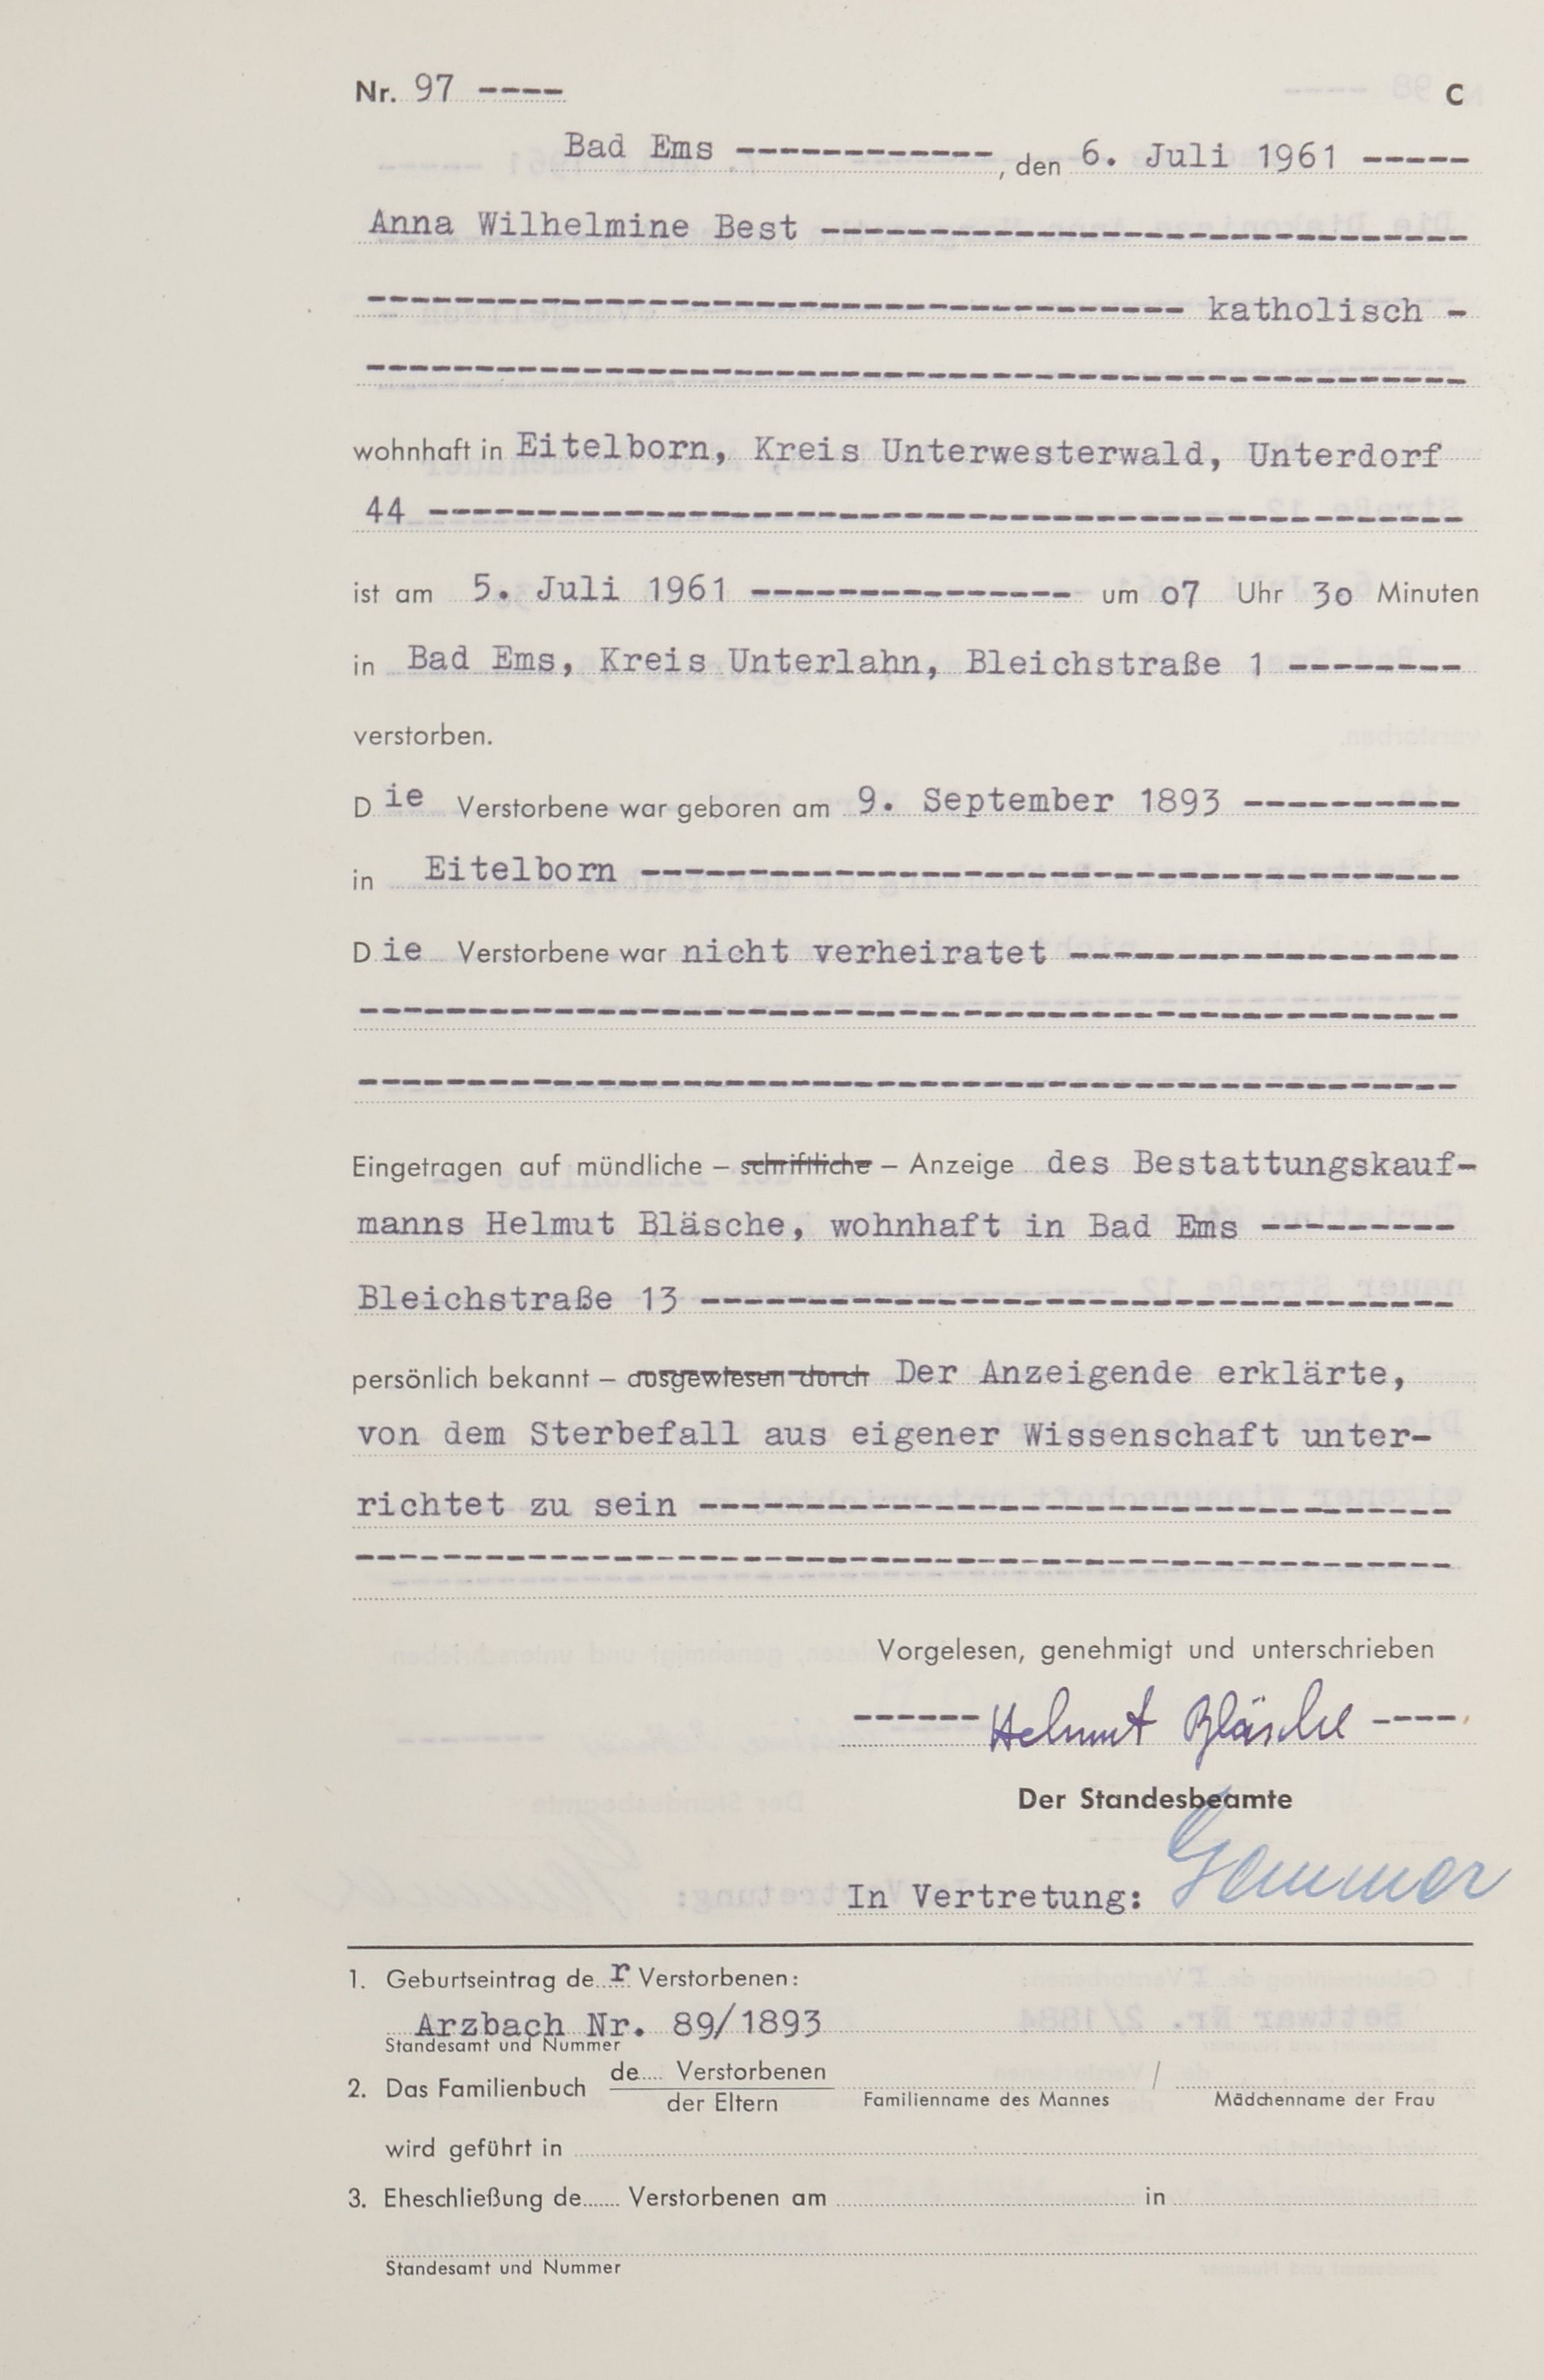 Nr. 97 ---- C
Bad Ems ------------, den 6. Juli 1961 -----
Anna Wilhelmine Best ------------------------------
-------------------------------------- katholisch -
---------------------------------------------------
wohnhaft in Eitelborn, Kreis Unterwesterwald, Unterdorf
44 ------------------------------------------------
ist am 5. Juli 1961 --------------- um 07 Uhr 30 Minuten
in Bad Ems, Kreis Unterlahn, Bleichstraße 1 --------
verstorben.
Die Verstorbene war geboren am 9. September 1893 ----------
in Eitelborn --------------------------------------
Die Verstorbene war nicht verheiratet ------------------
---------------------------------------------------
---------------------------------------------------
Eingetragen auf mündliche – schriftliche – Anzeige des Bestattungskauf-
manns Helmut Bläsche, wohnhaft in Bad Ems ---------
Bleichstraße 13 -----------------------------------
persönlich bekannt – ausgewiesen durch Der Anzeigende erklärte,
von dem Sterbefall aus eigener Wissenschaft unter-
richtet zu sein -----------------------------------
---------------------------------------------------
Vorgelesen, genehmigt und unterschrieben
------ Helmut Bläsche ----
Der Standesbeamte
In Vertretung:
1. Geburtseintrag der Verstorbenen:
Arzbach Nr. 89/1893
Standesamt und Nummer
2. Das Familienbuch de.... Verstorbenen / 
der Eltern Familienname des Mannes Mädchenname der Frau
wird geführt in
3. Eheschließung de...... Verstorbenen am in
Standesamt und Nummer